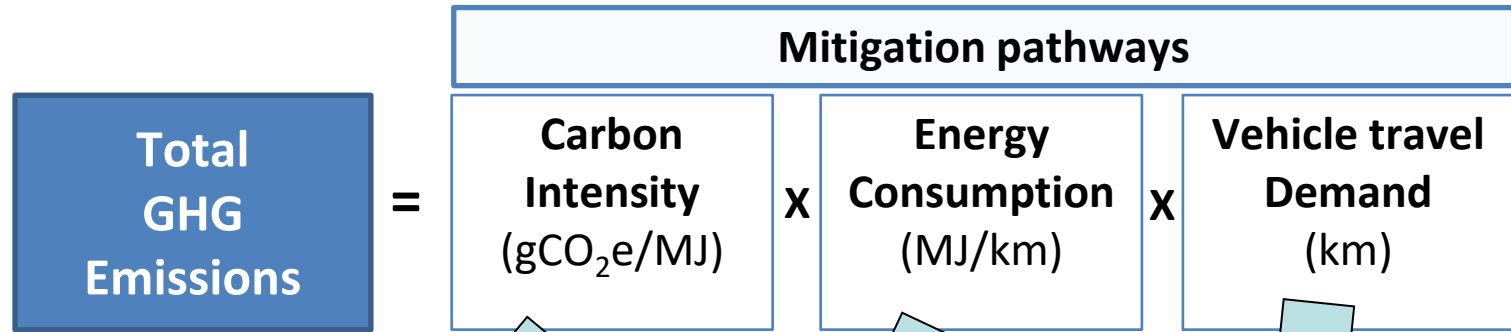 Mitigation pathways
Total
GHG
Emissions
=
Carbon
Intensity
(gCO₂e/MJ)
X
Energy
Consumption
(MJ/km)
X
Vehicle travel
Demand
(km)